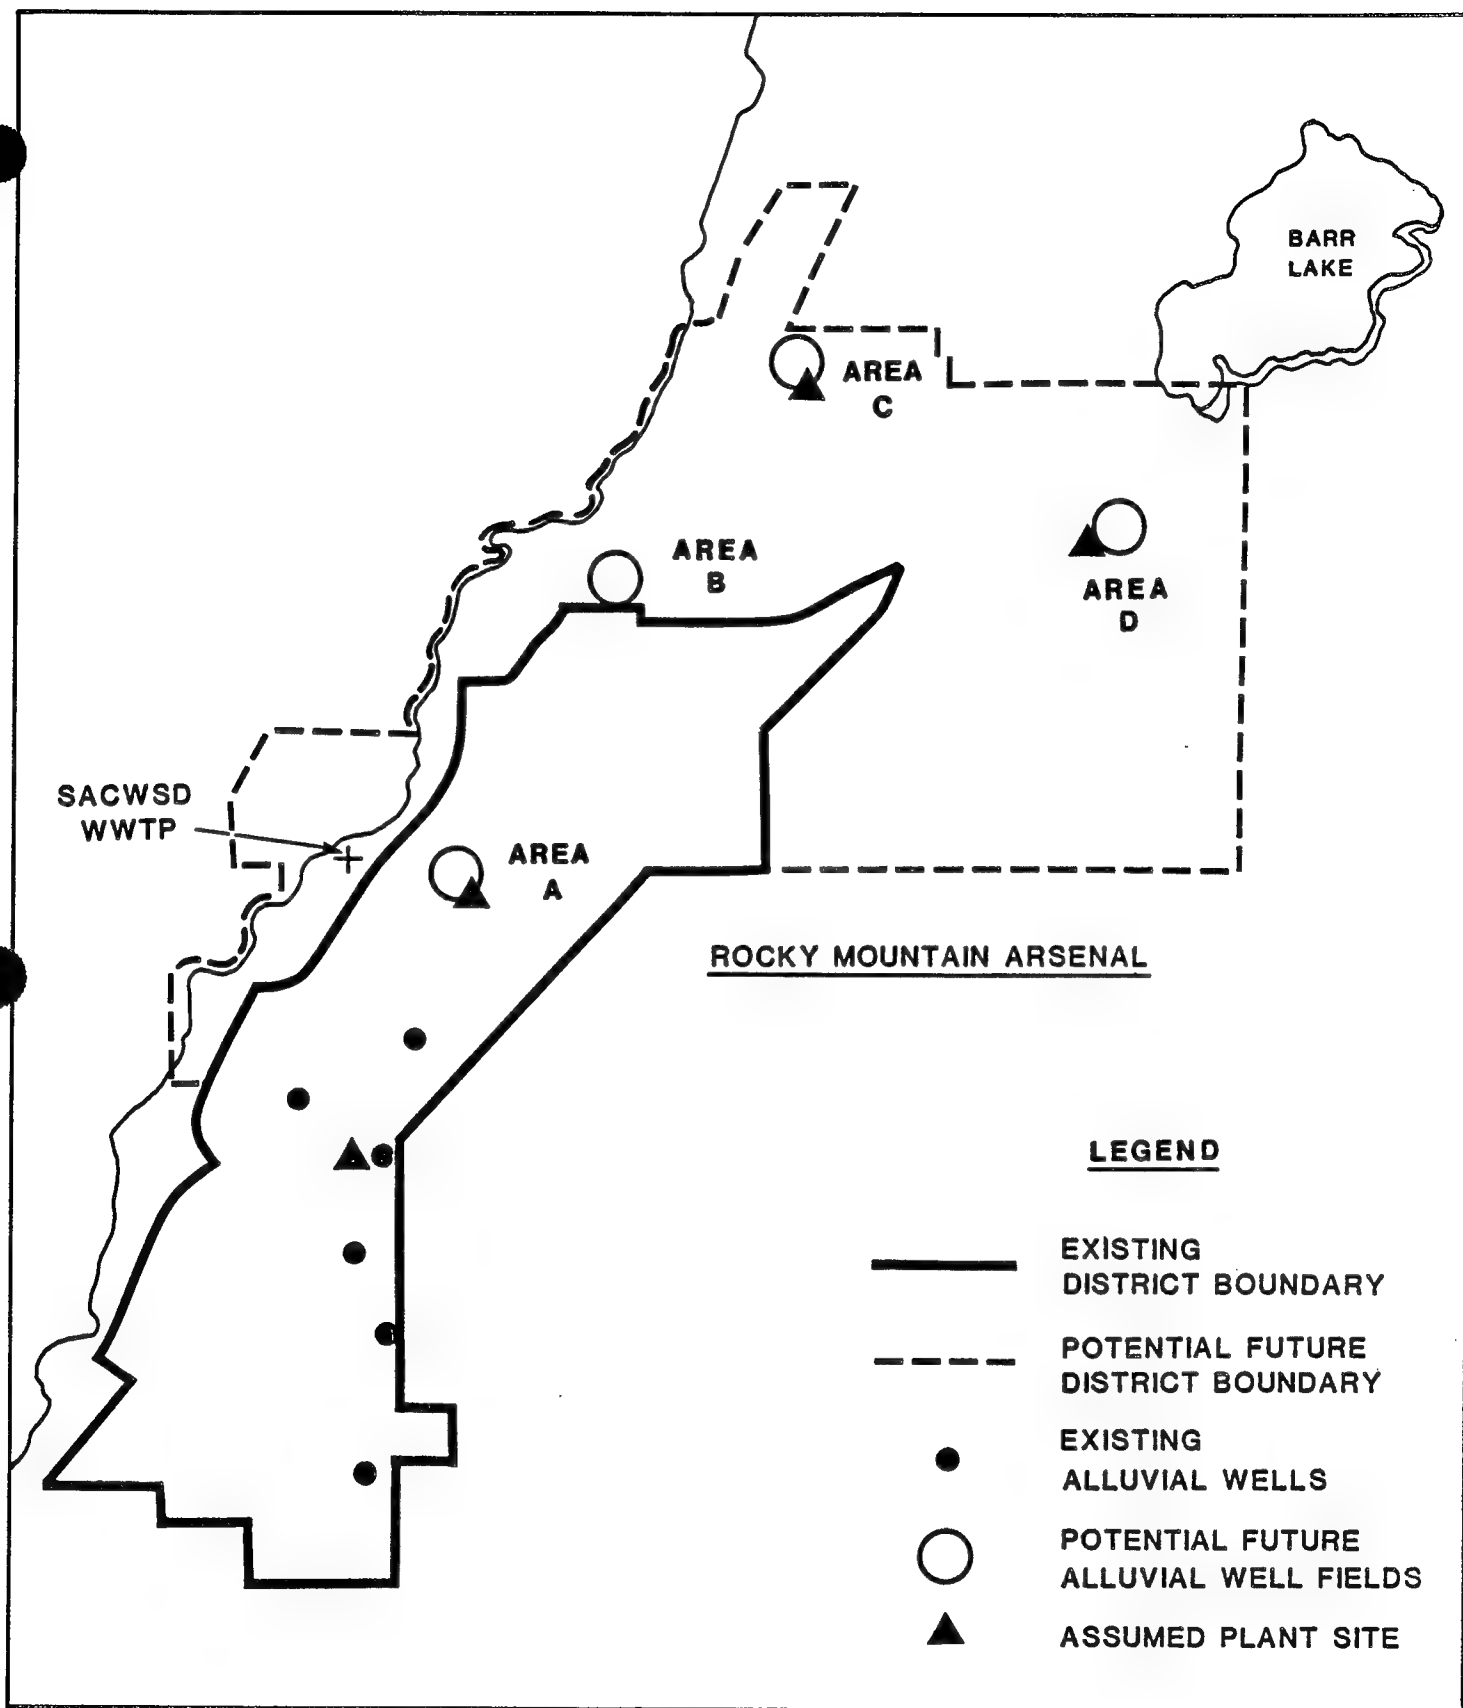 BARR
LAKE
AREA
C
AREA
B
AREA
D
SACWSD
WWTP
AREA
A
ROCKY MOUNTAIN ARSENAL
LEGEND
EXISTING
DISTRICT BOUNDARY
POTENTIAL FUTURE
DISTRICT BOUNDARY
EXISTING
ALLUVIAL WELLS
POTENTIAL FUTURE
ALLUVIAL WELL FIELDS
ASSUMED PLANT SITE